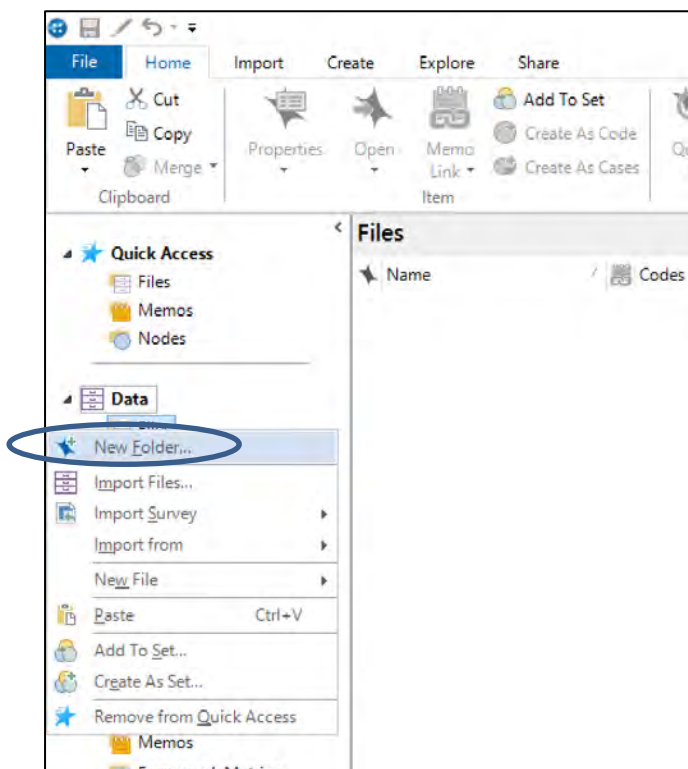 File Home Import Create Explore Share
Cut
Copy
Paste
Merge
Clipboard
Properties
Open
Memo
Link
Item
Add To Set
Create As Code
Create As Cases
Files
Name Codes
Quick Access
Files
Memos
Nodes
Data
New Folder...
Import Files...
Import Survey
Import from
New File
Paste Ctrl+V
Add To Set...
Create As Set...
Remove from Quick Access
Memos